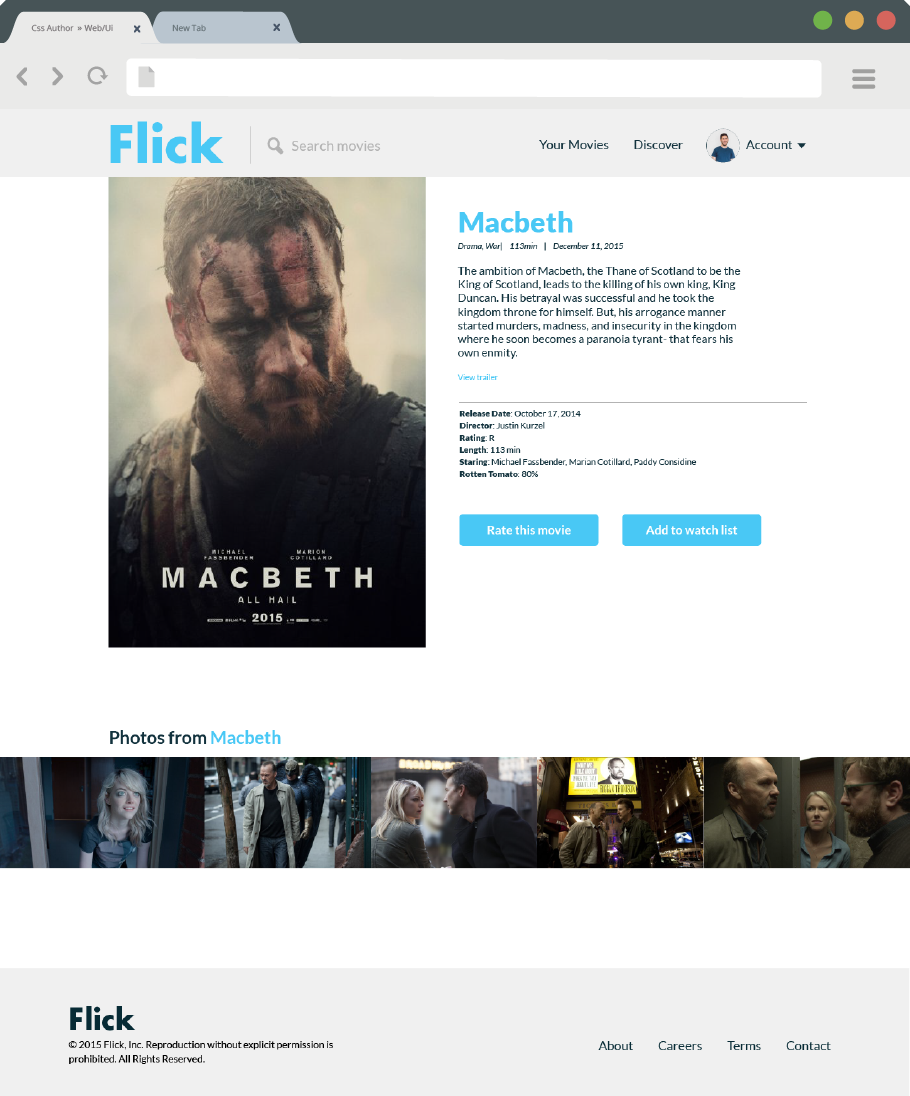 Css Author » Web/UI x
New Tab x
Flick
Search movies
Your Movies
Discover
Account
Macbeth
Drama, War| 113min | December 11, 2015
The ambition of Macbeth, the Thane of Scotland to be the
King of Scotland, leads to the killing of his own king, King
Duncan. His betrayal was successful and he took the
kingdom throne for himself. But, his arrogance manner
started murders, madness, and insecurity in the kingdom
where he soon becomes a paranoia tyrant- that fears his
own enmity.
View trailer
Release Date: October 17, 2014
Director: Justin Kurzel
Rating: R
Length: 113 min
Staring: Michael Fassbender, Marian Cotillard, Paddy Considine
Rotten Tomato: 80%
Rate this movie
Add to watch list
MICHAEL FASSBENDER
MARION COTILLARD
MACBETH
ALL HAIL
2015
Photos from Macbeth
Flick
© 2015 Flick, Inc. Reproduction without explicit permission is
prohibited. All Rights Reserved.
About
Careers
Terms
Contact